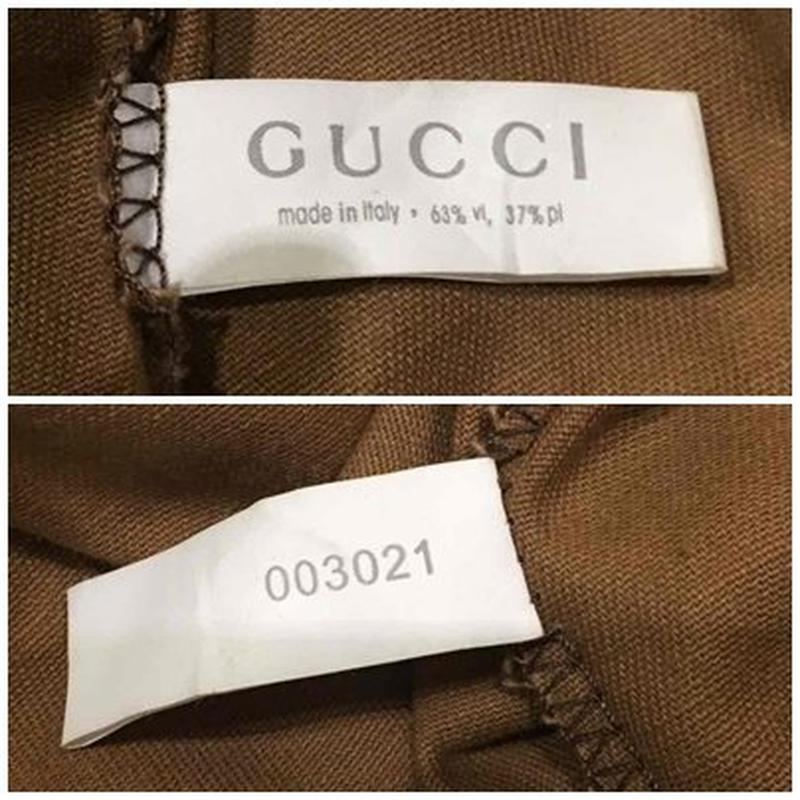 GUCCI
made in Italy • 63% vi, 37% pl
003021